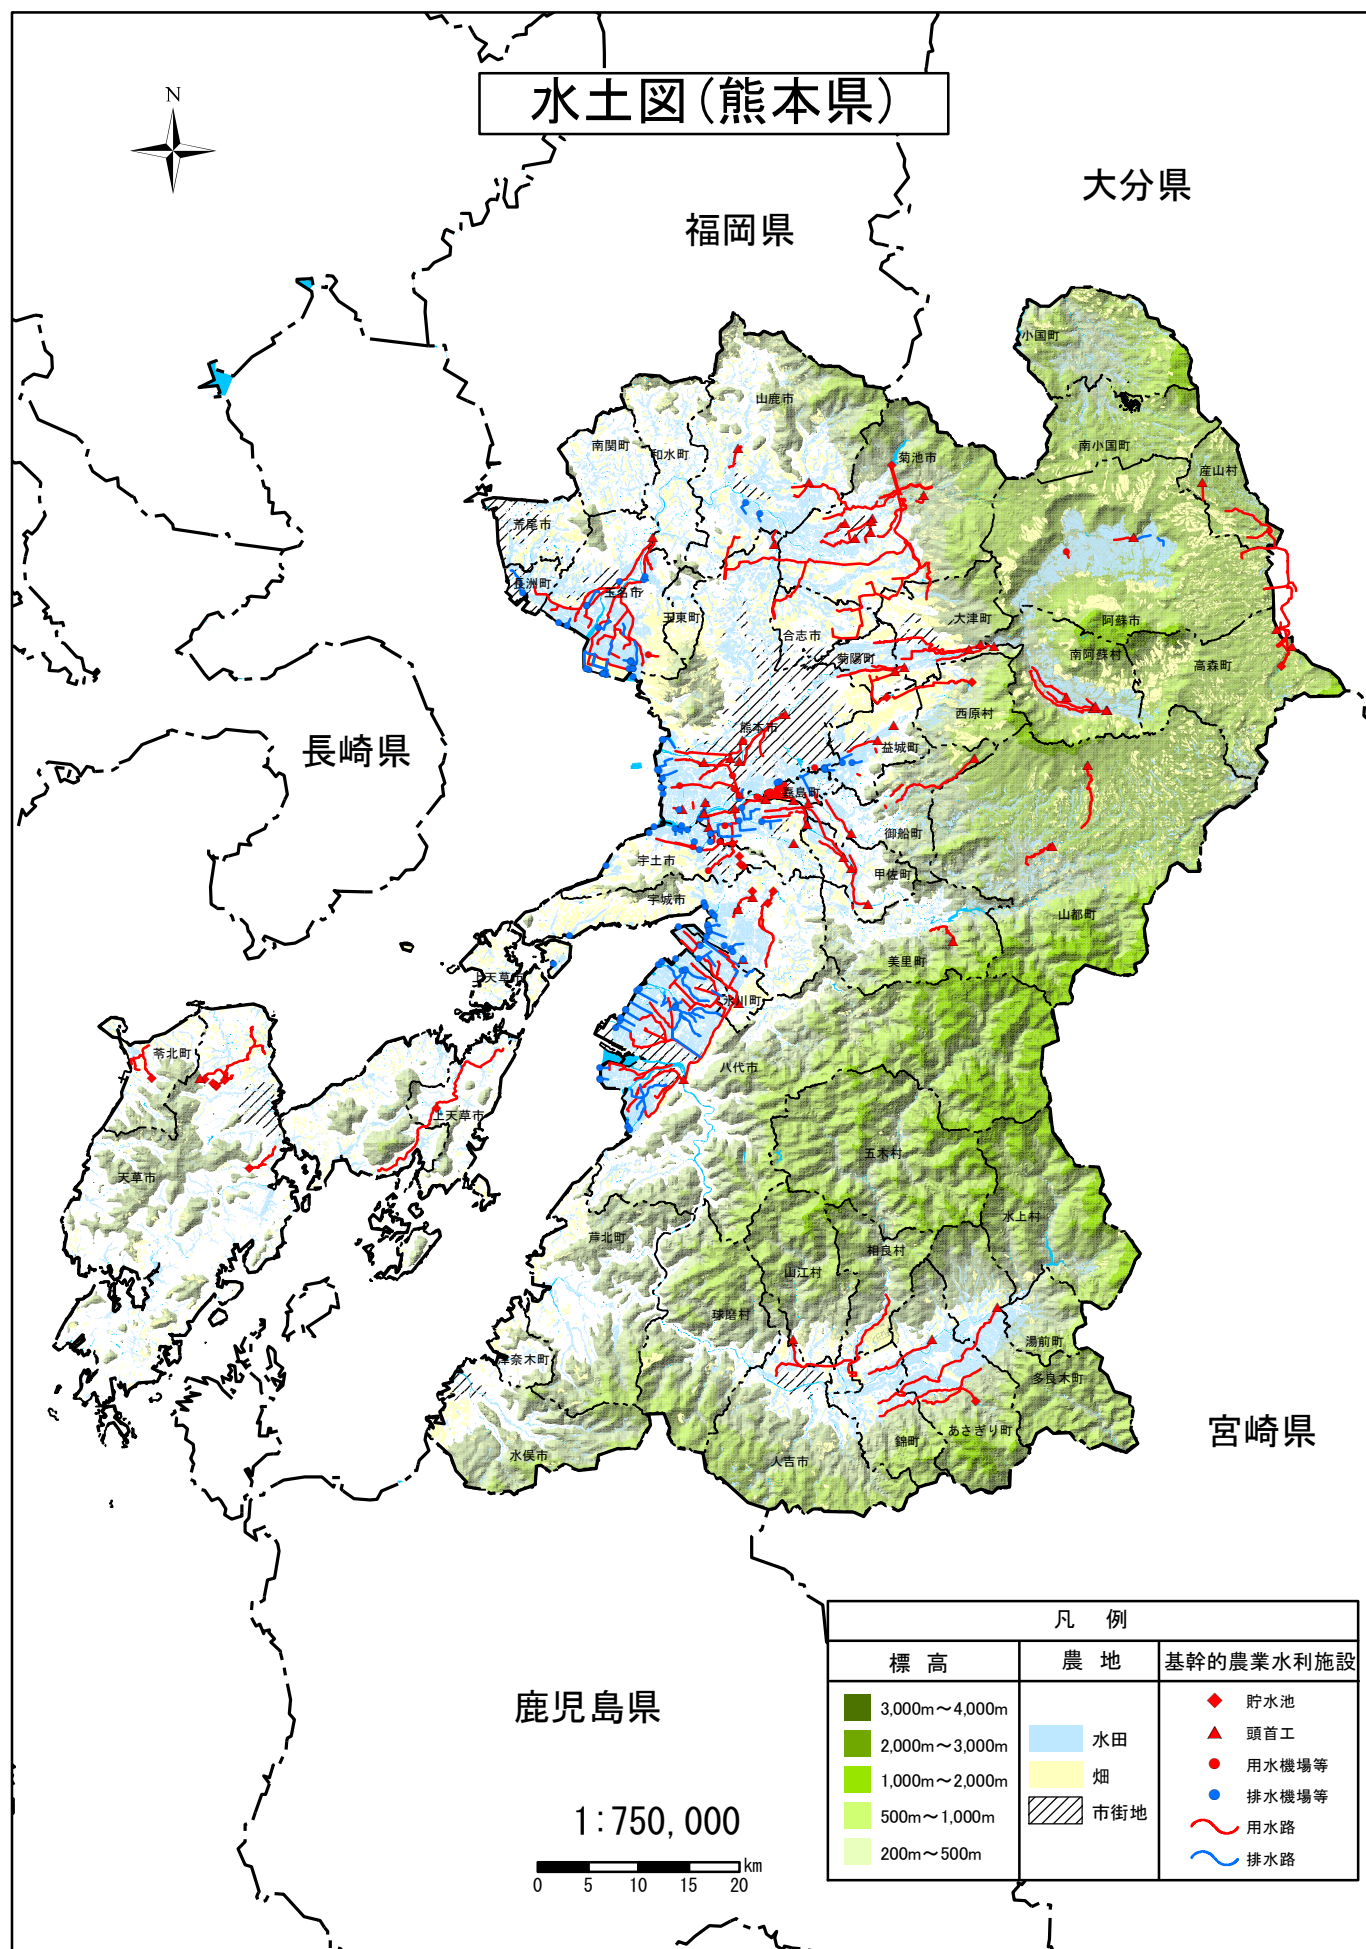 水土図(熊本県)
N
大分県
福岡県
小国町
山鹿市
南関町
和水町
菊池市
南小国町
産山村
荒尾市
長洲町
玉名市
玉東町
合志市
大津町
阿蘇市
菊陽町
南阿蘇村
高森町
西原村
熊本市
益城町
長崎県
嘉島町
御船町
宇土市
甲佐町
宇城市
山都町
美里町
上天草市
氷川町
苓北町
八代市
上天草市
五木村
天草市
水上村
芦北町
相良村
山江村
球磨村
湯前町
津奈木町
多良木町
あさぎり町
錦町
水俣市
人吉市
宮崎県
鹿児島県
1:750,000
km
0 5 10 15 20
凡 例
標 高
農 地
基幹的農業水利施設
3,000m～4,000m
2,000m～3,000m
1,000m～2,000m
500m～1,000m
200m～500m
水田
畑
市街地
貯水池
頭首工
用水機場等
排水機場等
用水路
排水路